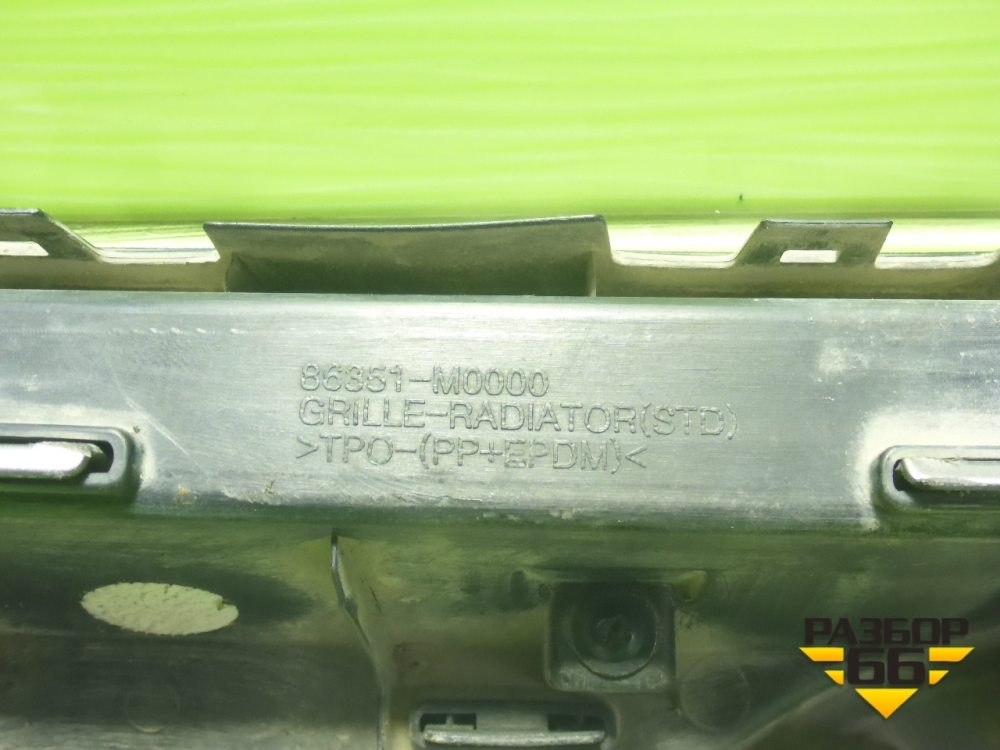 86351-M0000
GRILLE-RADIATOR(STD)
>TPO-(PP+EPDM)<
РАЗБОР
66